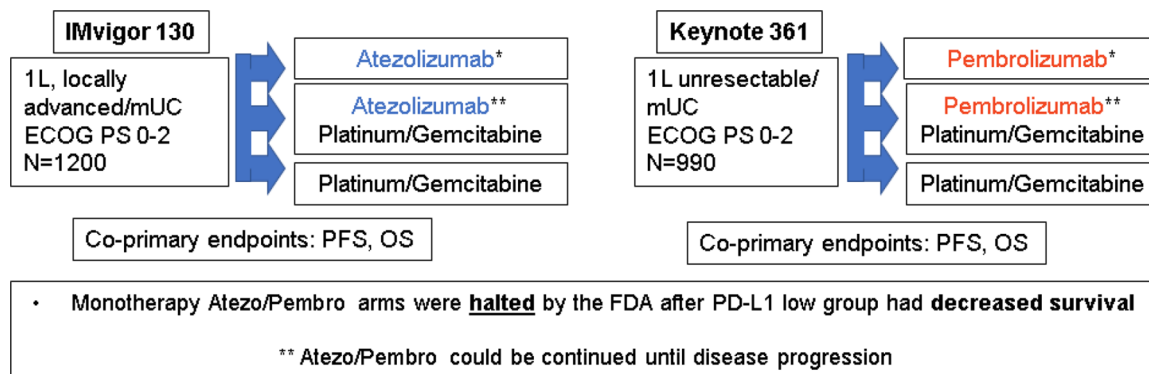 IMvigor 130
1L, locally
advanced/mUC
ECOG PS 0-2
N=1200
Atezolizumab*
Atezolizumab**
Platinum/Gemcitabine
Platinum/Gemcitabine
Co-primary endpoints: PFS, OS
Keynote 361
1L unresectable/
mUC
ECOG PS 0-2
N=990
Pembrolizumab*
Pembrolizumab**
Platinum/Gemcitabine
Platinum/Gemcitabine
Co-primary endpoints: PFS, OS
• Monotherapy Atezo/Pembro arms were halted by the FDA after PD-L1 low group had decreased survival
** Atezo/Pembro could be continued until disease progression